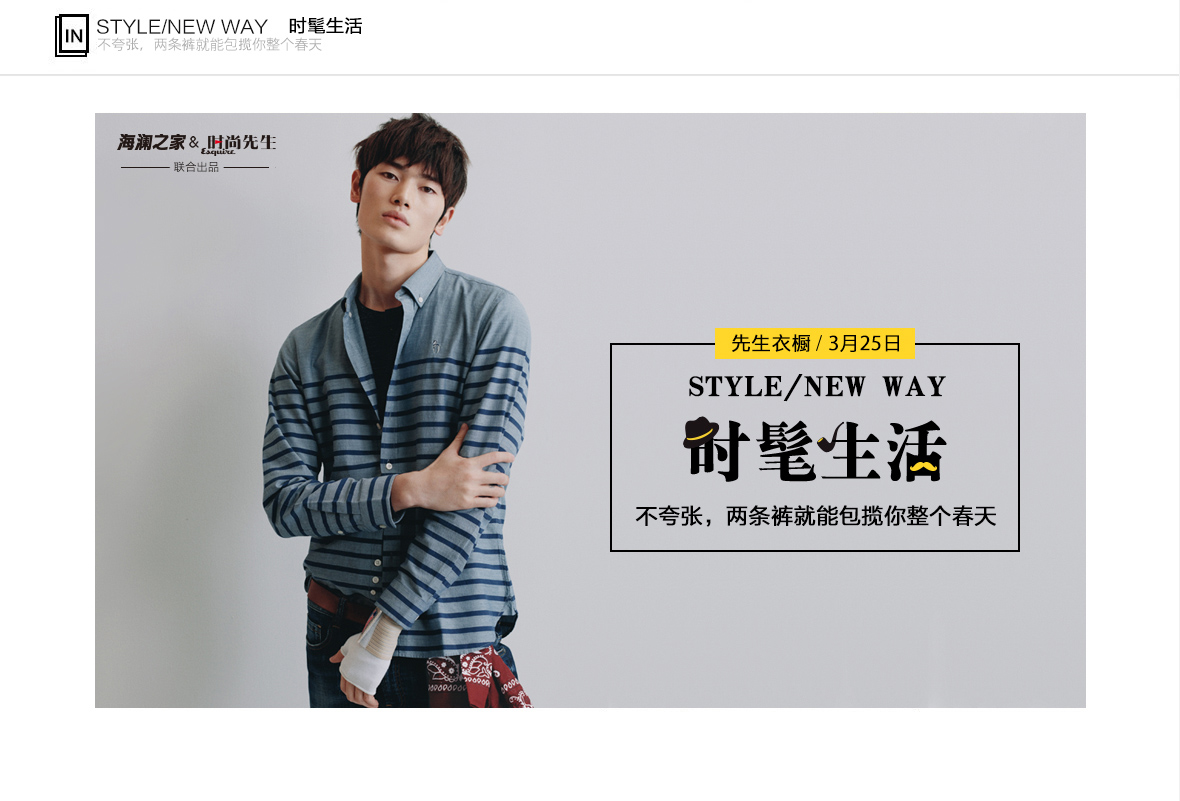 IN
STYLE/NEW WAY 时髦生活
不夸张，两条裤就能包揽你整个春天
海澜之家 & 时尚先生
Esquire
联合出品
先生衣橱 / 3月25日
STYLE/NEW WAY
时髦生活
不夸张，两条裤就能包揽你整个春天